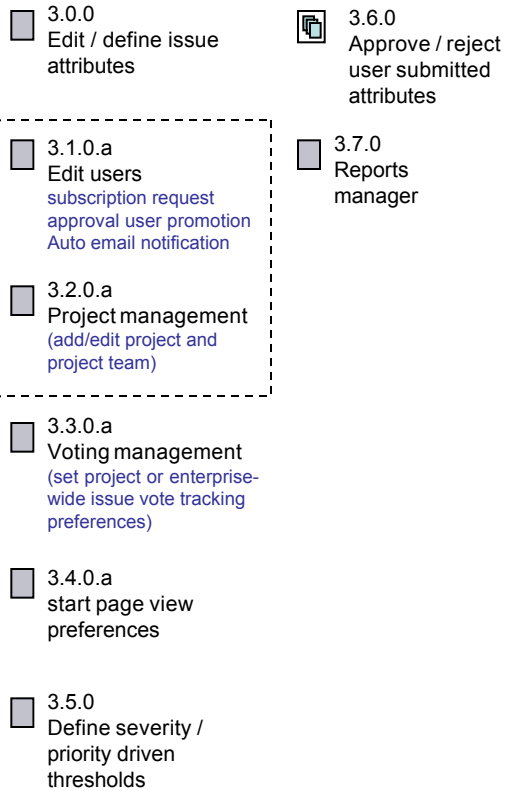 3.0.0
Edit / define issue
attributes
3.1.0.a
Edit users
subscription request
approval user promotion
Auto email notification
3.2.0.a
Project management
(add/edit project and
project team)
3.3.0.a
Voting management
(set project or enterprise-
wide issue vote tracking
preferences)
3.4.0.a
start page view
preferences
3.5.0
Define severity /
priority driven
thresholds
3.6.0
Approve / reject
user submitted
attributes
3.7.0
Reports
manager